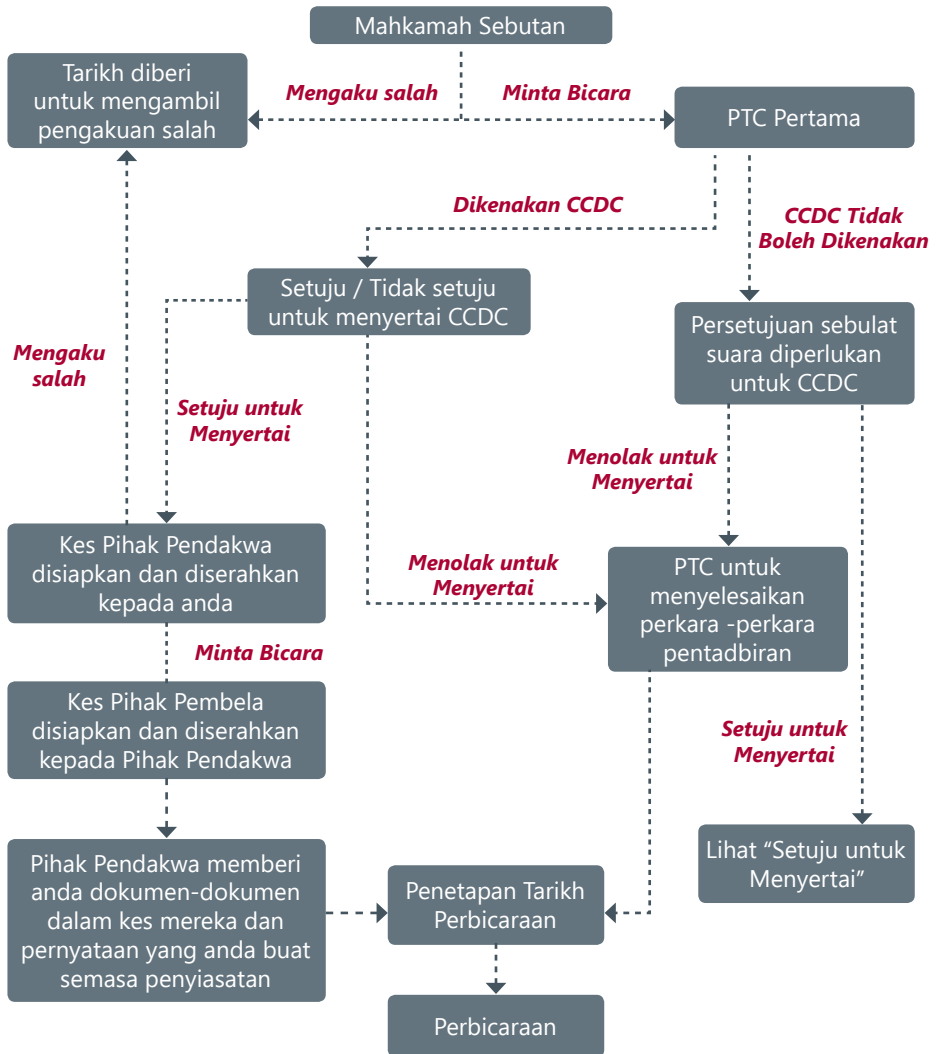 Mahkamah Sebutan
Tarikh diberi
untuk mengambil
pengakuan salah
Mengaku salah
Minta Bicara
PTC Pertama
Dikenakan CCDC
CCDC Tidak
Boleh Dikenakan
Setuju / Tidak setuju
untuk menyertai CCDC
Persetujuan sebulat
suara diperlukan
untuk CCDC
Mengaku
salah
Setuju untuk
Menyertai
Menolak untuk
Menyertai
Kes Pihak Pendakwa
disiapkan dan diserahkan
kepada anda
Menolak untuk
Menyertai
PTC untuk
menyelesaikan
perkara -perkara
pentadbiran
Minta Bicara
Kes Pihak Pembela
disiapkan dan diserahkan
kepada Pihak Pendakwa
Setuju untuk
Menyertai
Pihak Pendakwa memberi
anda dokumen-dokumen
dalam kes mereka dan
pernyataan yang anda buat
semasa penyiasatan
Penetapan Tarikh
Perbicaraan
Lihat “Setuju untuk
Menyertai”
Perbicaraan